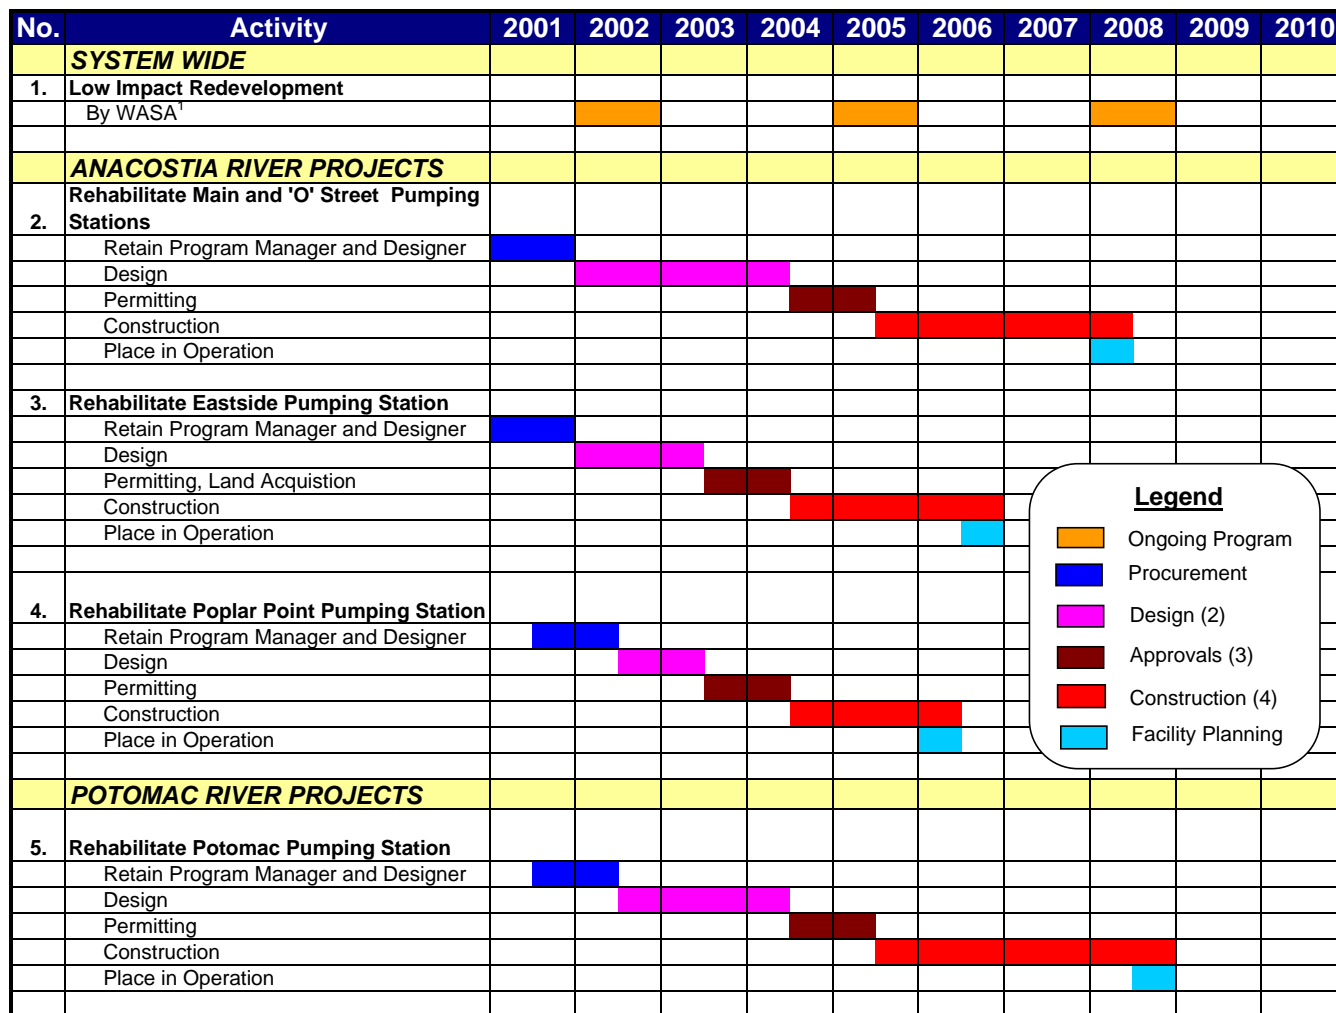 No. Activity 2001 2002 2003 2004 2005 2006 2007 2008 2009 2010
SYSTEM WIDE
1. Low Impact Redevelopment
By WASA¹
ANACOSTIA RIVER PROJECTS
Rehabilitate Main and 'O' Street Pumping
2. Stations
Retain Program Manager and Designer
Design
Permitting
Construction
Place in Operation
3. Rehabilitate Eastside Pumping Station
Retain Program Manager and Designer
Design
Permitting, Land Acquistion
Construction
Place in Operation
4. Rehabilitate Poplar Point Pumping Station
Retain Program Manager and Designer
Design
Permitting
Construction
Place in Operation
POTOMAC RIVER PROJECTS
5. Rehabilitate Potomac Pumping Station
Retain Program Manager and Designer
Design
Permitting
Construction
Place in Operation
Legend
Ongoing Program
Procurement
Design (2)
Approvals (3)
Construction (4)
Facility Planning